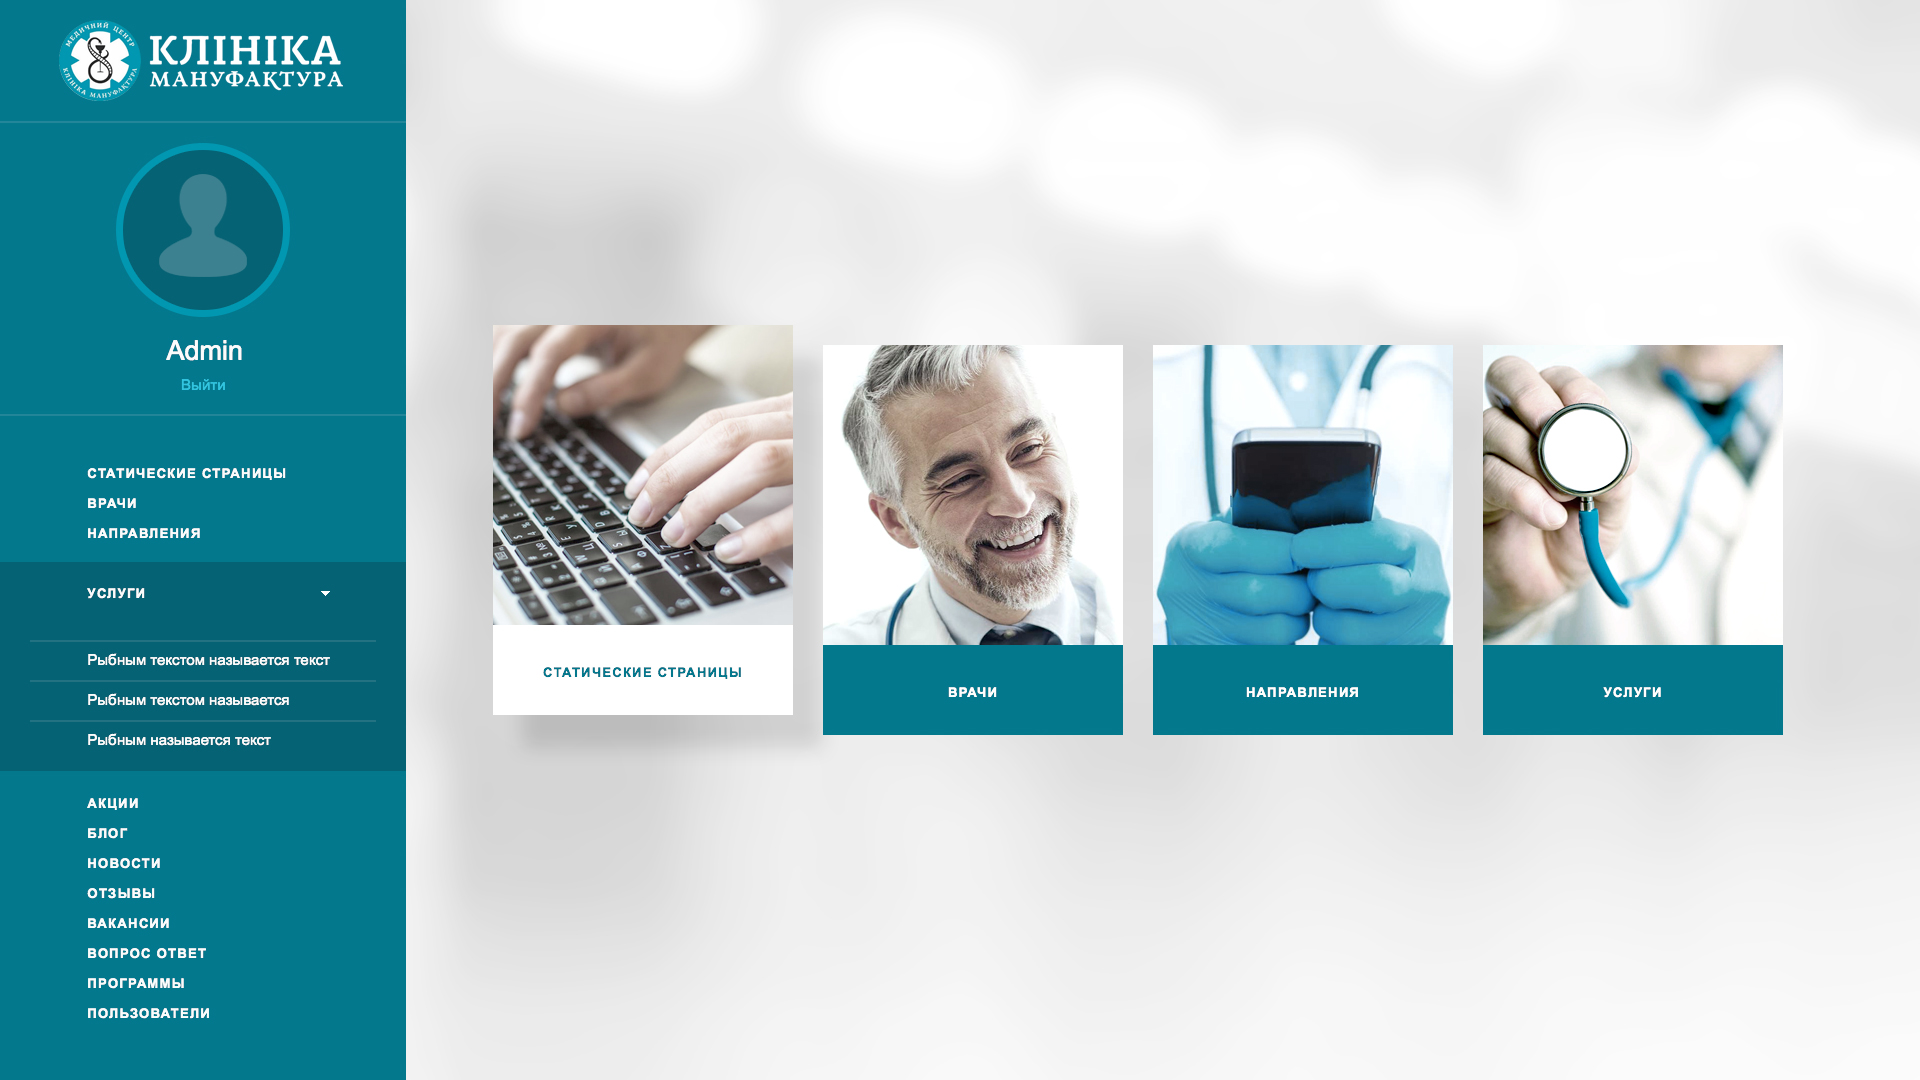 МЕДИЧНИЙ ЦЕНТР
КЛІНІКА МАНУФАКТУРА
КЛІНІКА
МАНУФАКТУРА
Admin
Выйти
СТАТИЧЕСКИЕ СТРАНИЦЫ
ВРАЧИ
НАПРАВЛЕНИЯ
УСЛУГИ
Рыбным текстом называется текст
Рыбным текстом называется
Рыбным называется текст
АКЦИИ
БЛОГ
НОВОСТИ
ОТЗЫВЫ
ВАКАНСИИ
ВОПРОС ОТВЕТ
ПРОГРАММЫ
ПОЛЬЗОВАТЕЛИ
СТАТИЧЕСКИЕ СТРАНИЦЫ
ВРАЧИ
НАПРАВЛЕНИЯ
УСЛУГИ